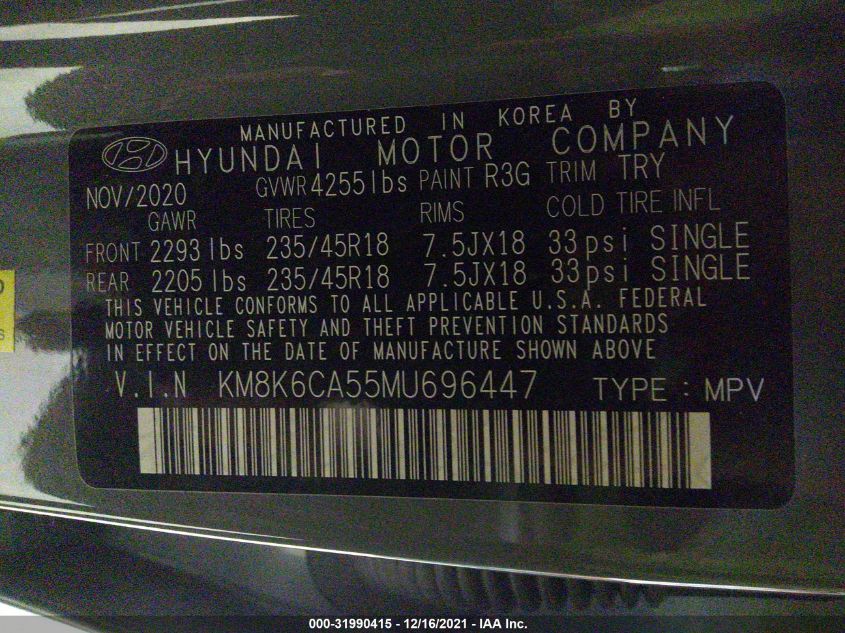 MANUFACTURED IN KOREA BY
HYUNDAI MOTOR COMPANY
NOV/2020 GVWR 4255 lbs PAINT R3G TRIM TRY
GAWR TIRES RIMS COLD TIRE INFL
FRONT 2293 lbs 235/45R18 7.5JX18 33 psi SINGLE
REAR 2205 lbs 235/45R18 7.5JX18 33 psi SINGLE
THIS VEHICLE CONFORMS TO ALL APPLICABLE U.S.A. FEDERAL
MOTOR VEHICLE SAFETY AND THEFT PREVENTION STANDARDS
IN EFFECT ON THE DATE OF MANUFACTURE SHOWN ABOVE
V.I.N KM8K6CA55MU696447 TYPE : MPV
000-31990415 - 12/16/2021 - IAA Inc.